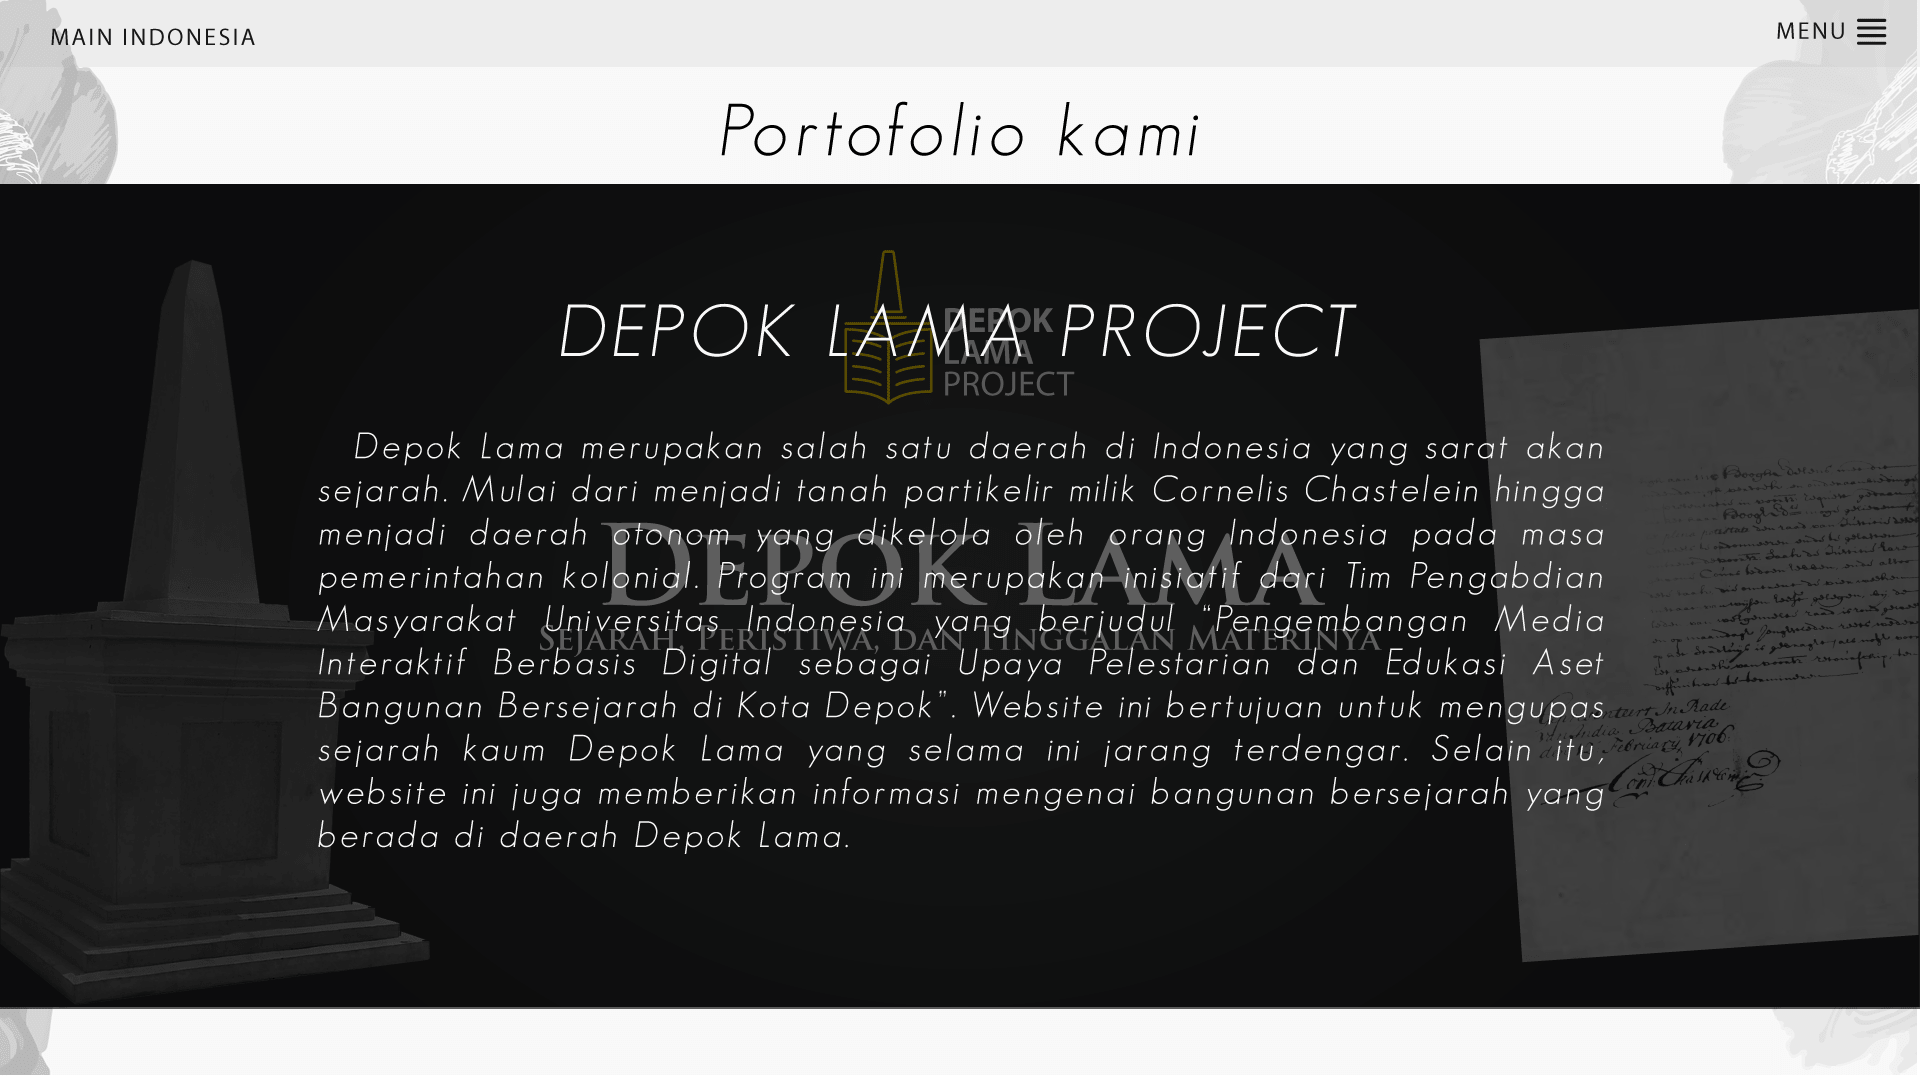 MAIN INDONESIA
MENU
Portofolio kami
DEPOK LAMA PROJECT
DEPOK
LAMA
PROJECT
Depok Lama merupakan salah satu daerah di Indonesia yang sarat akan
sejarah. Mulai dari menjadi tanah partikelir milik Cornelis Chastelein hingga
menjadi daerah otonom yang dikelola oleh orang Indonesia pada masa
pemerintahan kolonial. Program ini merupakan inisiatif dari Tim Pengabdian
Masyarakat Universitas Indonesia yang berjudul “Pengembangan Media
Interaktif Berbasis Digital sebagai Upaya Pelestarian dan Edukasi Aset
Bangunan Bersejarah di Kota Depok”. Website ini bertujuan untuk mengupas
sejarah kaum Depok Lama yang selama ini jarang terdengar. Selain itu,
website ini juga memberikan informasi mengenai bangunan bersejarah yang
berada di daerah Depok Lama.
DEPOK LAMA
SEJARAH, PERISTIWA, DAN TINGGALAN MATERINYA
Batavia
February, 1706